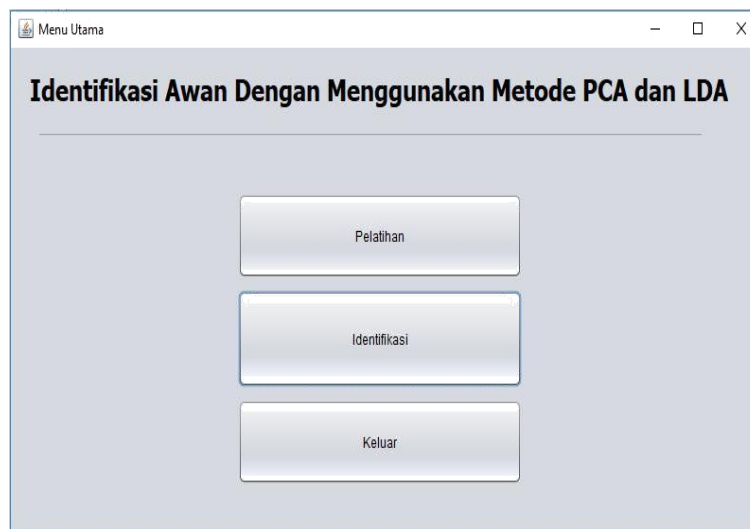 Menu Utama
Identifikasi Awan Dengan Menggunakan Metode PCA dan LDA
Pelatihan
Identifikasi
Keluar